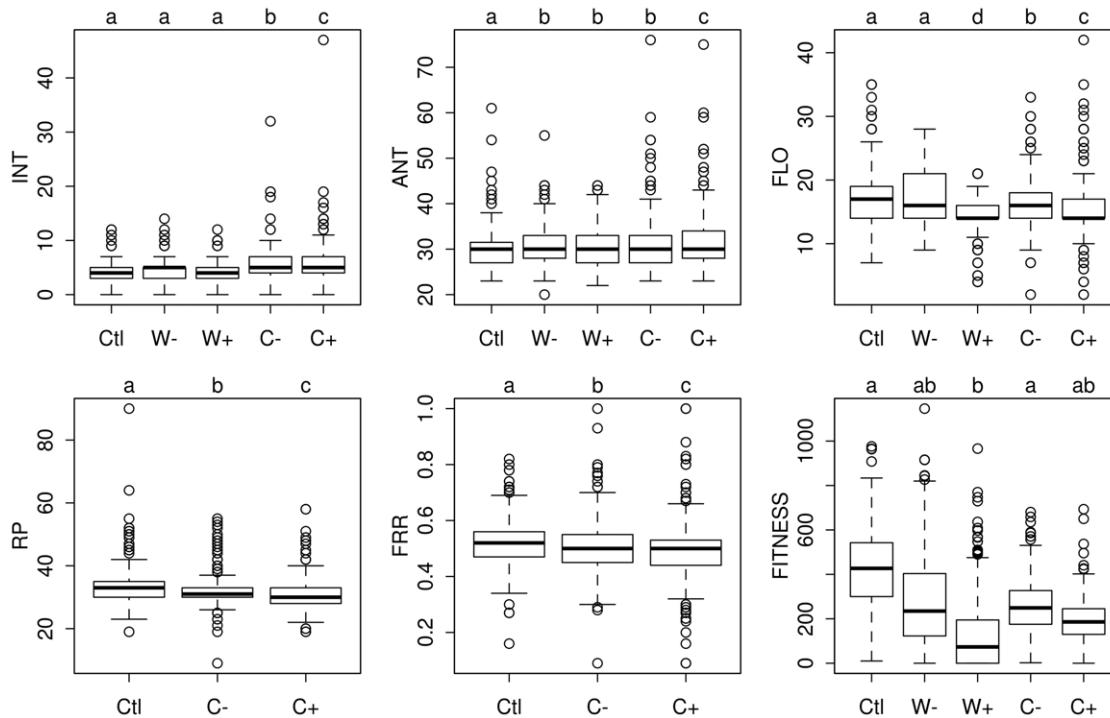 a a a b c
INT
0 10 20 30 40
Ctl W- W+ C- C+
a b b b c
ANT
20 30 40 50 60 70
Ctl W- W+ C- C+
a a d b c
FLO
10 20 30 40
Ctl W- W+ C- C+
a b c
RP
20 40 60 80
Ctl C- C+
a b c
FRR
0.2 0.4 0.6 0.8 1.0
Ctl C- C+
a ab b a ab
FITNESS
0 200 600 1000
Ctl W- W+ C- C+